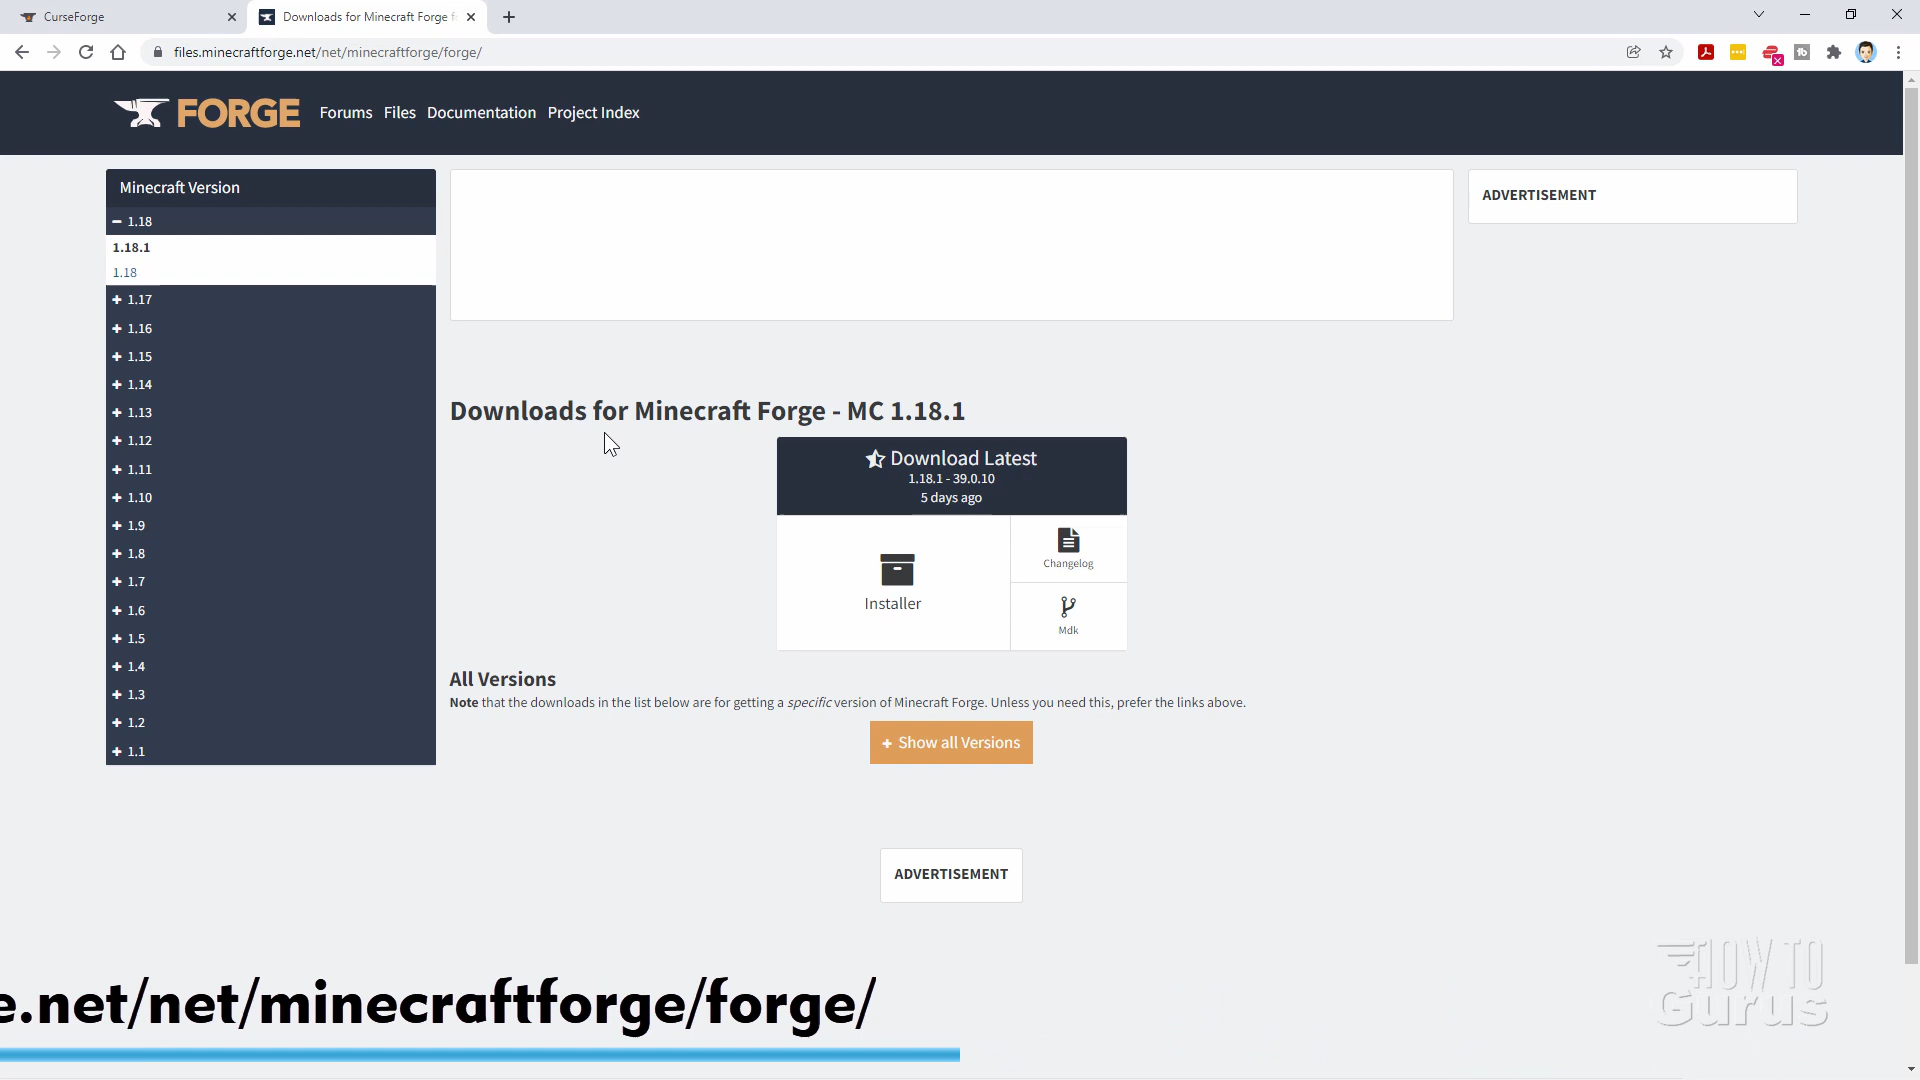 CurseForge
Downloads for Minecraft Forge f
files.minecraftforge.net/net/minecraftforge/forge/
FORGE
Forums Files Documentation Project Index
Minecraft Version
1.18
1.18.1
1.18
1.17
1.16
1.15
1.14
1.13
1.12
1.11
1.10
1.9
1.8
1.7
1.6
1.5
1.4
1.3
1.2
1.1
ADVERTISEMENT
Downloads for Minecraft Forge - MC 1.18.1
Download Latest
1.18.1 - 39.0.10
5 days ago
Installer
Changelog
Mdk
All Versions
Note that the downloads in the list below are for getting a specific version of Minecraft Forge. Unless you need this, prefer the links above.
+ Show all Versions
ADVERTISEMENT
e.net/net/minecraftforge/forge/
HOW TO
Gurus